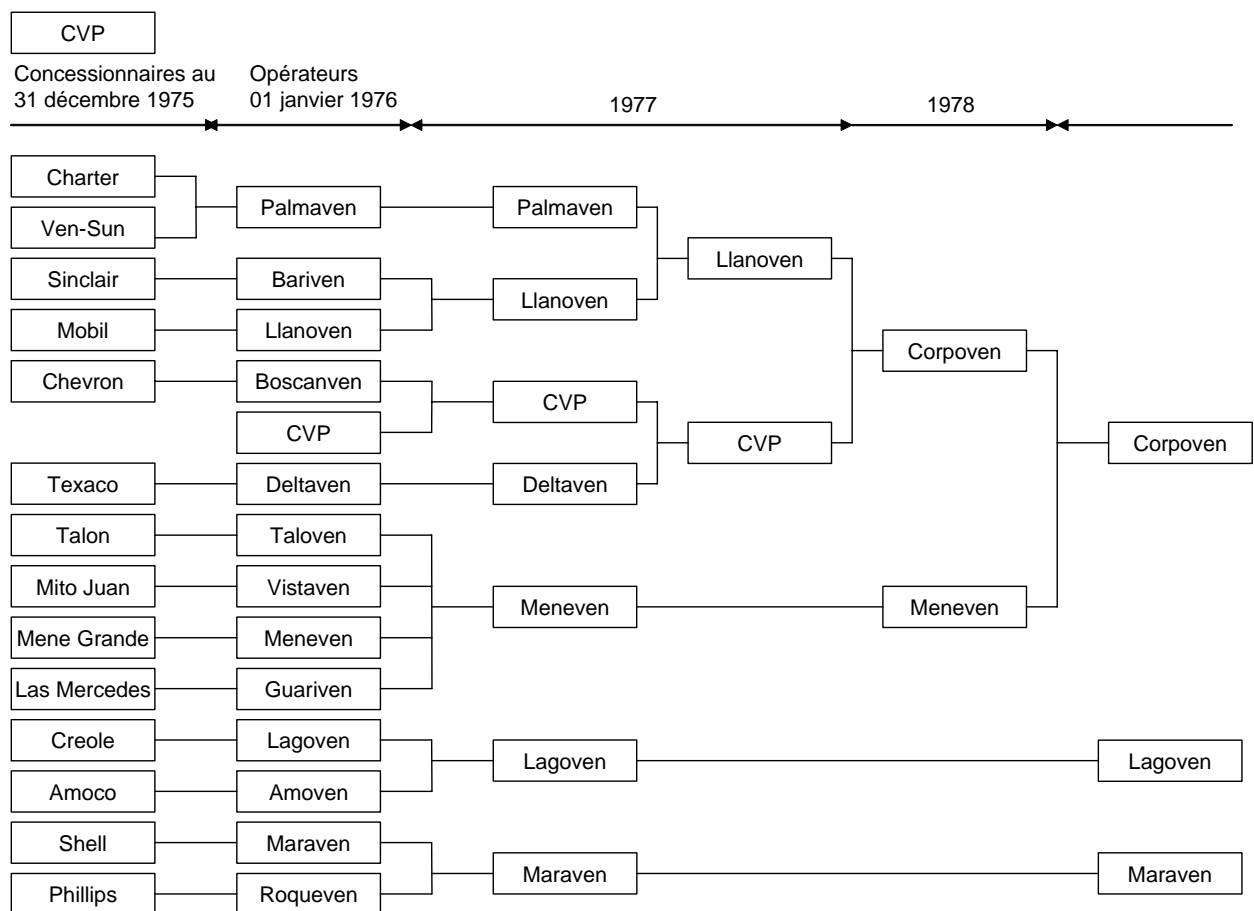 CVP
Concessionnaires au
31 décembre 1975
Opérateurs
01 janvier 1976
1977
1978
Charter
Ven-Sun
Palmaven
Palmaven
Llanoven
Sinclair
Bariven
Llanoven
Mobil
Llanoven
Corpoven
Chevron
Boscanven
CVP
CVP
CVP
Corpoven
Texaco
Deltaven
Deltaven
Talon
Taloven
Mito Juan
Vistaven
Meneven
Meneven
Mene Grande
Meneven
Las Mercedes
Guariven
Creole
Lagoven
Lagoven
Lagoven
Amoco
Amoven
Shell
Maraven
Maraven
Maraven
Phillips
Roqueven